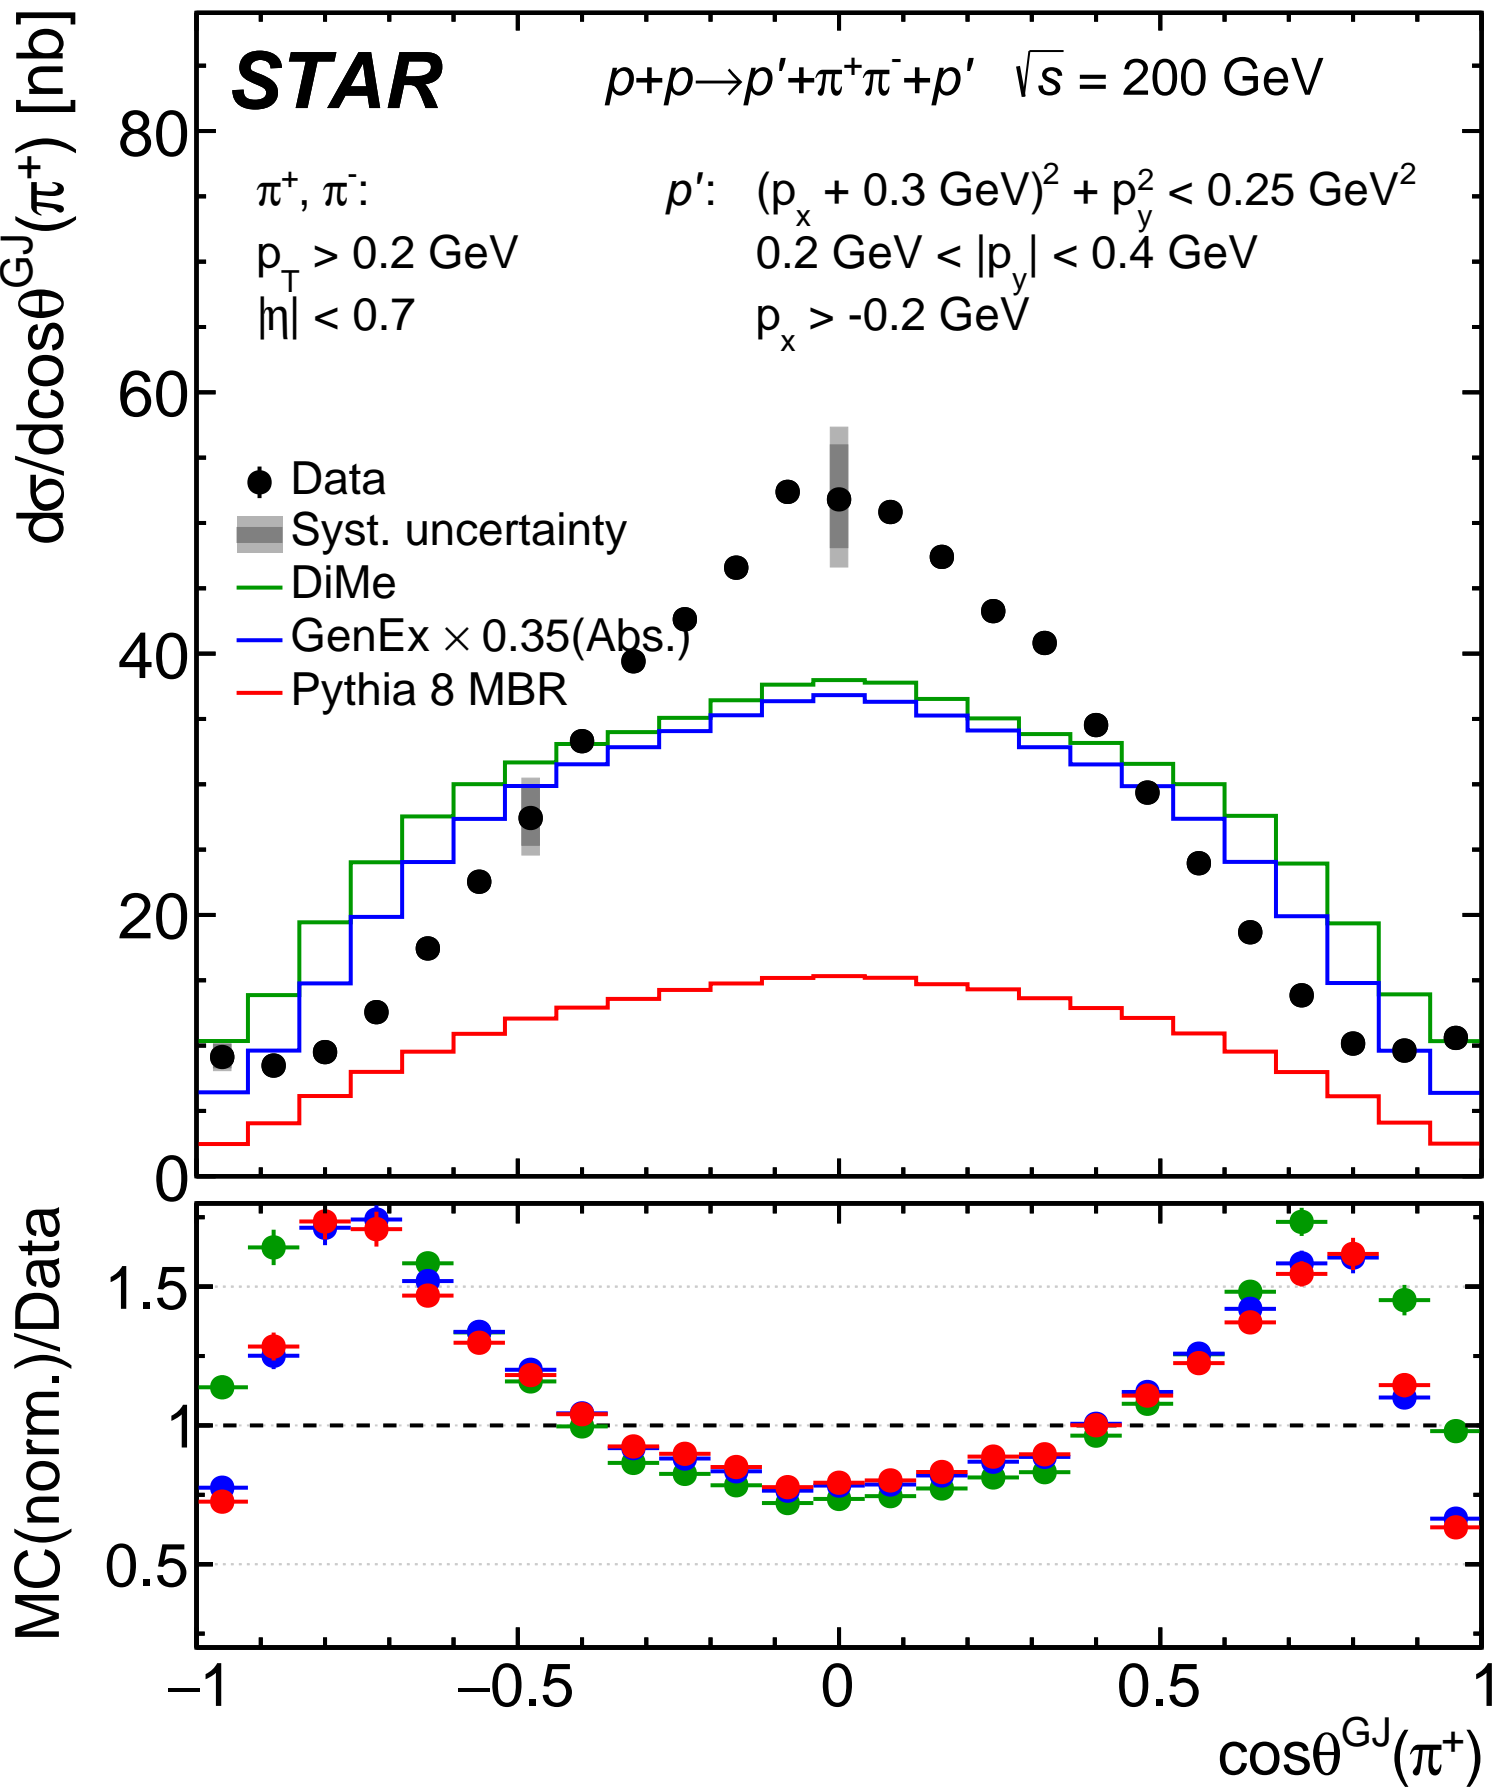 STAR p+p→p′+π⁺π⁻+p′ √s = 200 GeV
π⁺, π⁻: p′: (pₓ + 0.3 GeV)² + p_y² < 0.25 GeV²
p_T > 0.2 GeV 0.2 GeV < |p_y| < 0.4 GeV
|η| < 0.7 pₓ > -0.2 GeV
dσ/dcosθ^GJ(π⁺) [nb]
80
60
40
20
0
Data
Syst. uncertainty
DiMe
GenEx × 0.35(Abs.)
Pythia 8 MBR
MC(norm.)/Data
1.5
1
0.5
−1 −0.5 0 0.5 1
cosθ^GJ(π⁺)